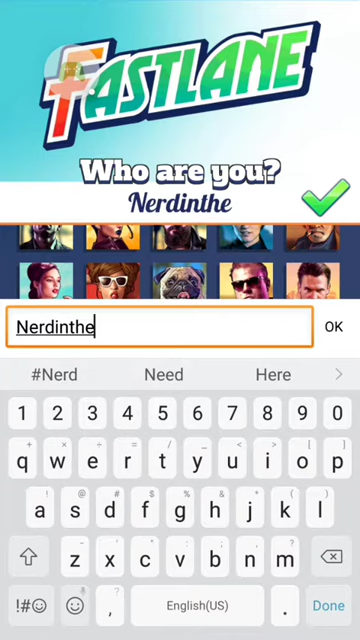 FASTLANE
Who are you?
Nerdinthe
Nerdinthe OK
#Nerd Need Here
1 2 3 4 5 6 7 8 9 0
+ × ÷ = / _ < > [ ]
q w e r t y u i o p
! @ # $ % & * ( )
a s d f g h j k l
- ' " : ; , ?
z x c v b n m
!#☺ , ? English(US) . Done